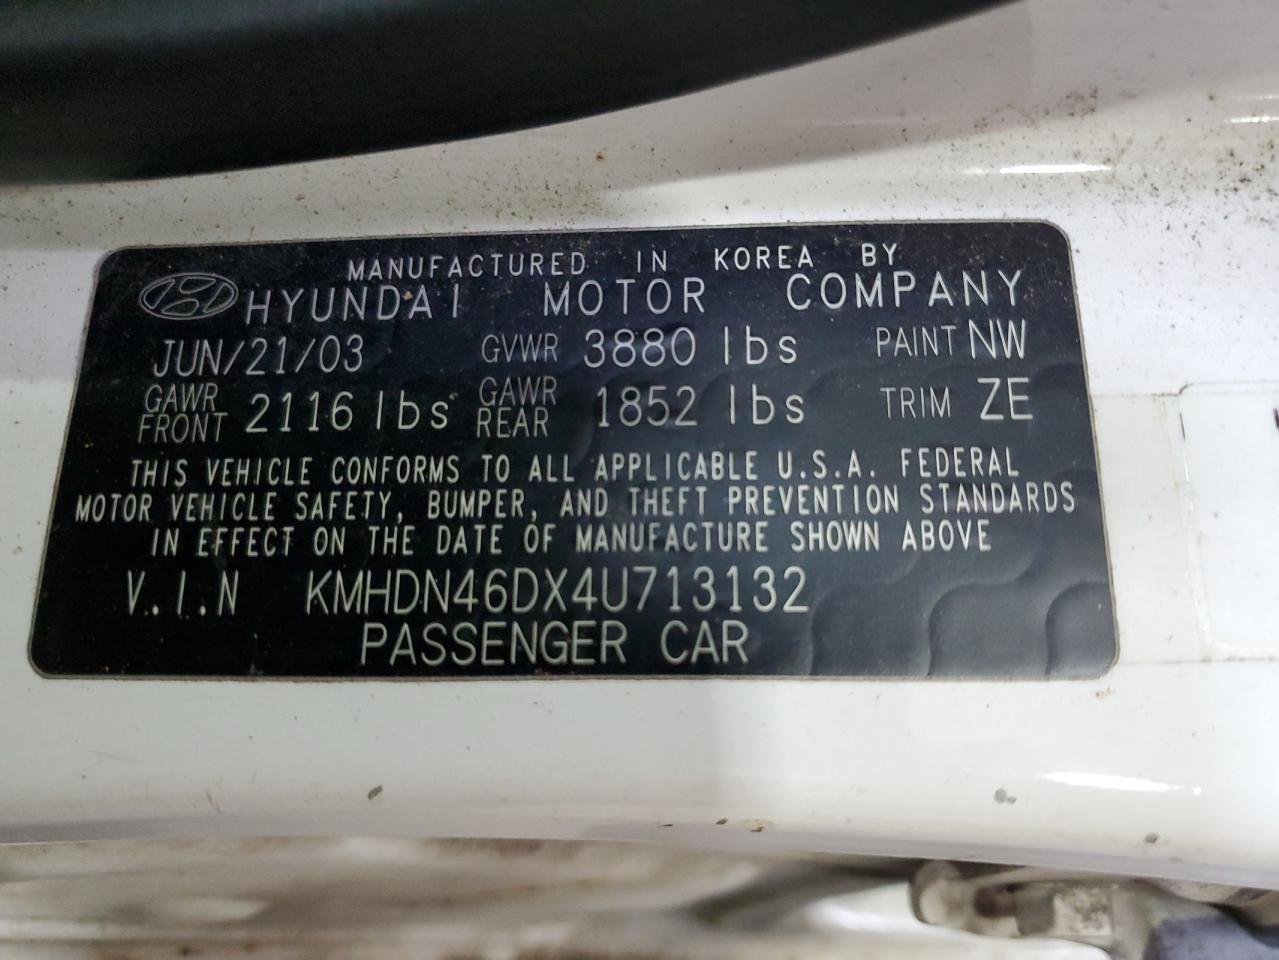 MANUFACTURED IN KOREA BY
HYUNDAI MOTOR COMPANY
JUN/21/03 GVWR 3880 lbs PAINT NW
GAWR FRONT 2116 lbs GAWR REAR 1852 lbs TRIM ZE
THIS VEHICLE CONFORMS TO ALL APPLICABLE U.S.A. FEDERAL
MOTOR VEHICLE SAFETY, BUMPER, AND THEFT PREVENTION STANDARDS
IN EFFECT ON THE DATE OF MANUFACTURE SHOWN ABOVE
V.I.N KMHDN46DX4U713132
PASSENGER CAR